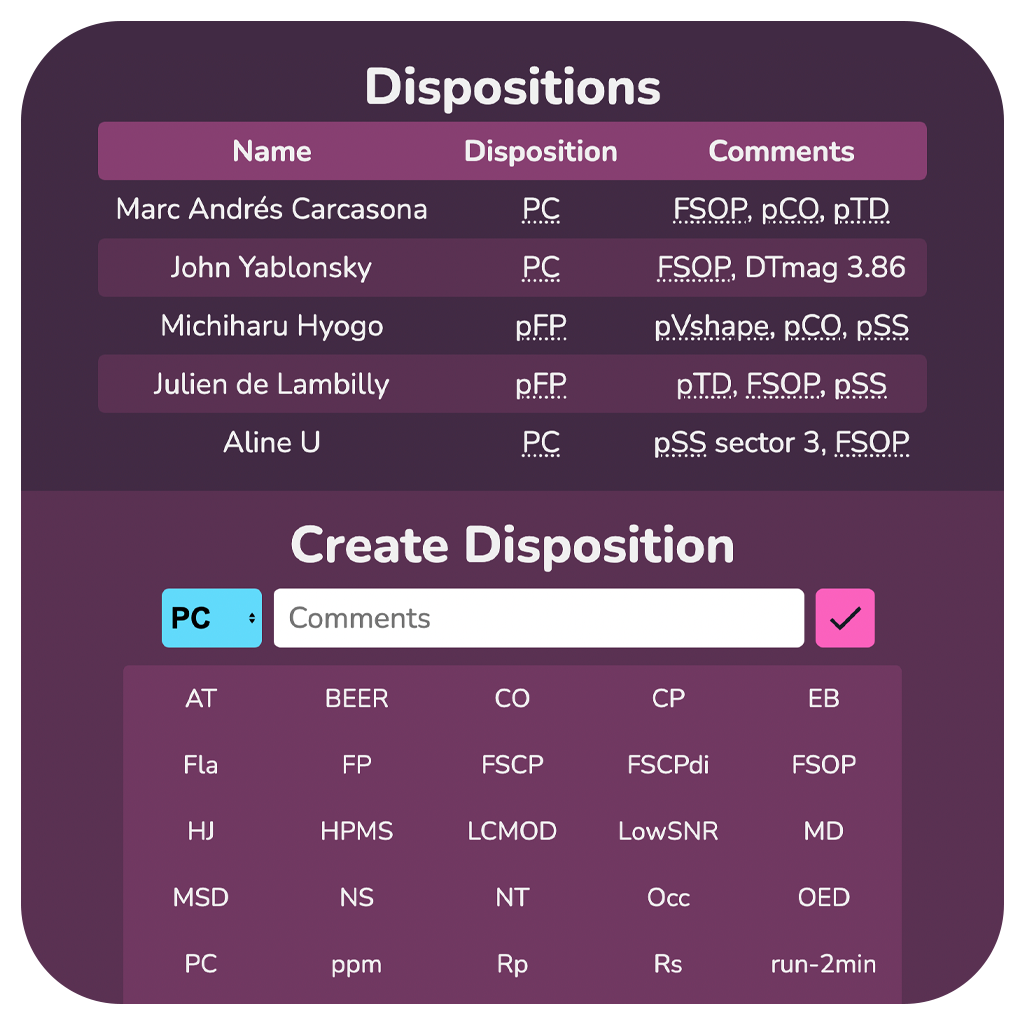 Dispositions
Name Disposition Comments
Marc Andrés Carcasona PC FSOP, pCO, pTD
John Yablonsky PC FSOP, DTmag 3.86
Michiharu Hyogo pFP pVshape, pCO, pSS
Julien de Lambilly pFP pTD, FSOP, pSS
Aline U PC pSS sector 3, FSOP
Create Disposition
PC Comments
AT BEER CO CP EB
Fla FP FSCP FSCPdi FSOP
HJ HPMS LCMOD LowSNR MD
MSD NS NT Occ OED
PC ppm Rp Rs run-2min